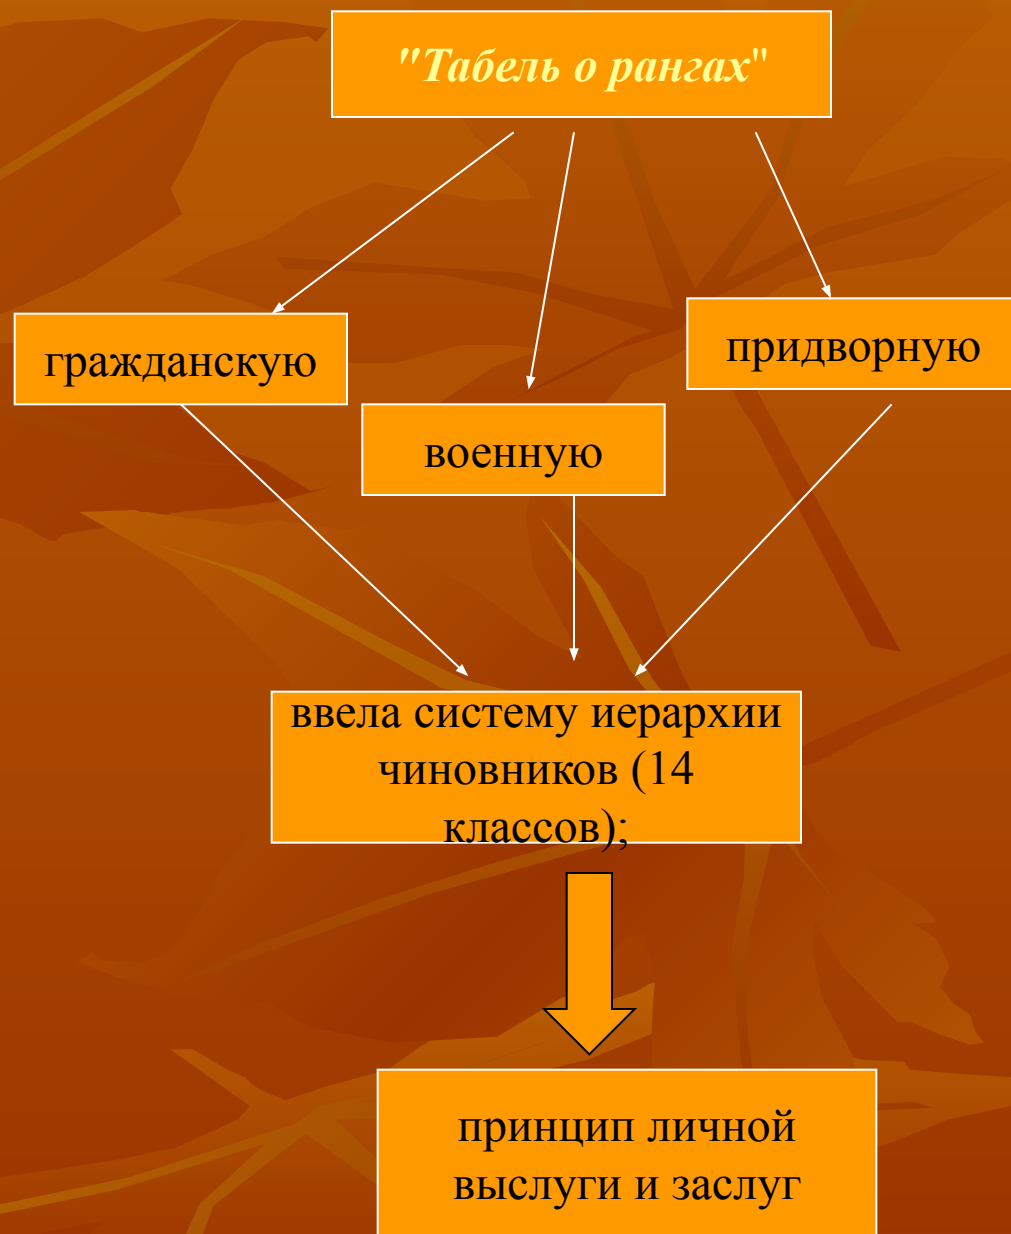 "Табель о рангах"
гражданскую
придворную
военную
ввела систему иерархии
чиновников (14
классов);
принцип личной
выслуги и заслуг